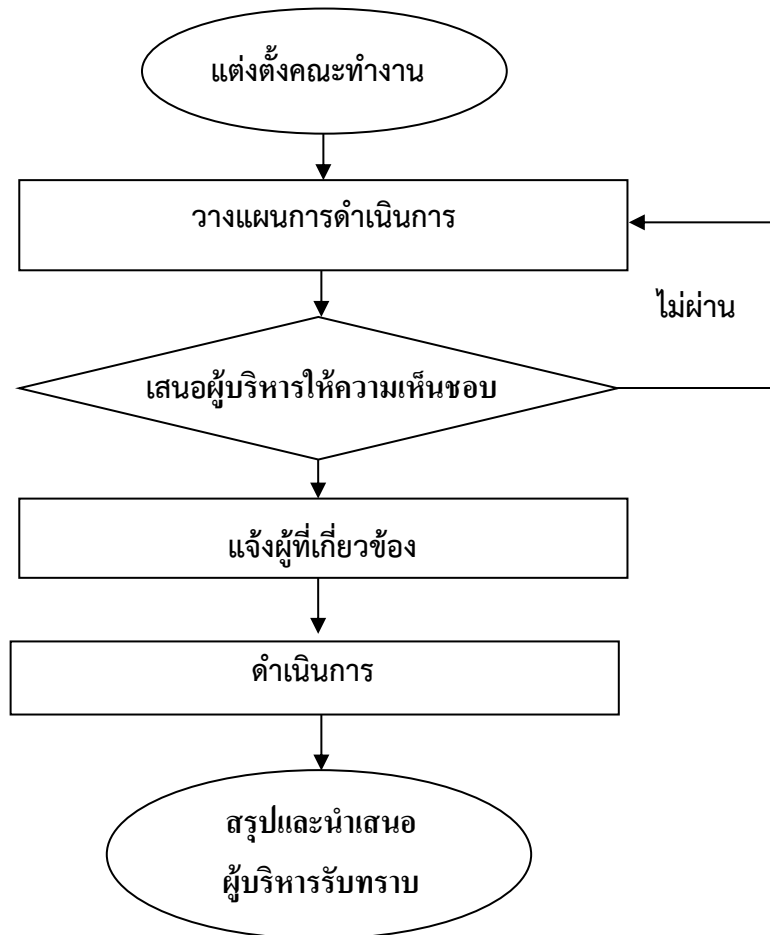 แต่งตั้งคณะทำงาน
วางแผนการดำเนินการ
ไม่ผ่าน
เสนอผู้บริหารให้ความเห็นชอบ
แจ้งผู้ที่เกี่ยวข้อง
ดำเนินการ
สรุปและนำเสนอ
ผู้บริหารรับทราบ